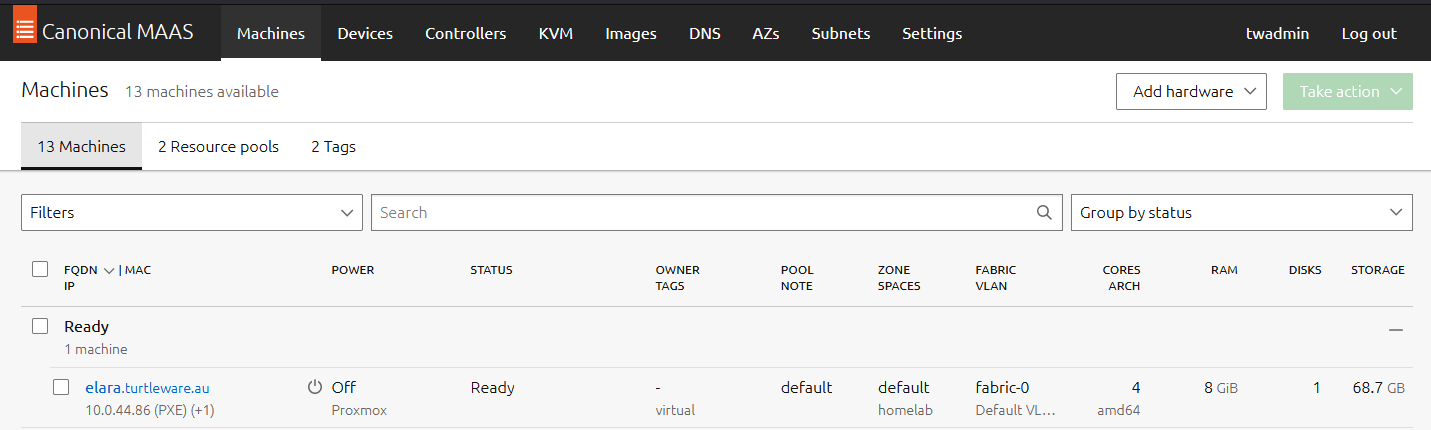 Canonical MAAS Machines Devices Controllers KVM Images DNS AZs Subnets Settings twadmin Log out
Machines 13 machines available Add hardware Take action
13 Machines 2 Resource pools 2 Tags
Filters Search Group by status
FQDN | MAC POWER STATUS OWNER POOL ZONE FABRIC CORES RAM DISKS STORAGE
IP TAGS NOTE SPACES VLAN ARCH
Ready
1 machine
elara.turtleware.au Off Ready - default default fabric-0 4 8 GiB 1 68.7 GB
10.0.44.86 (PXE) (+1) Proxmox virtual homelab Default VL... amd64